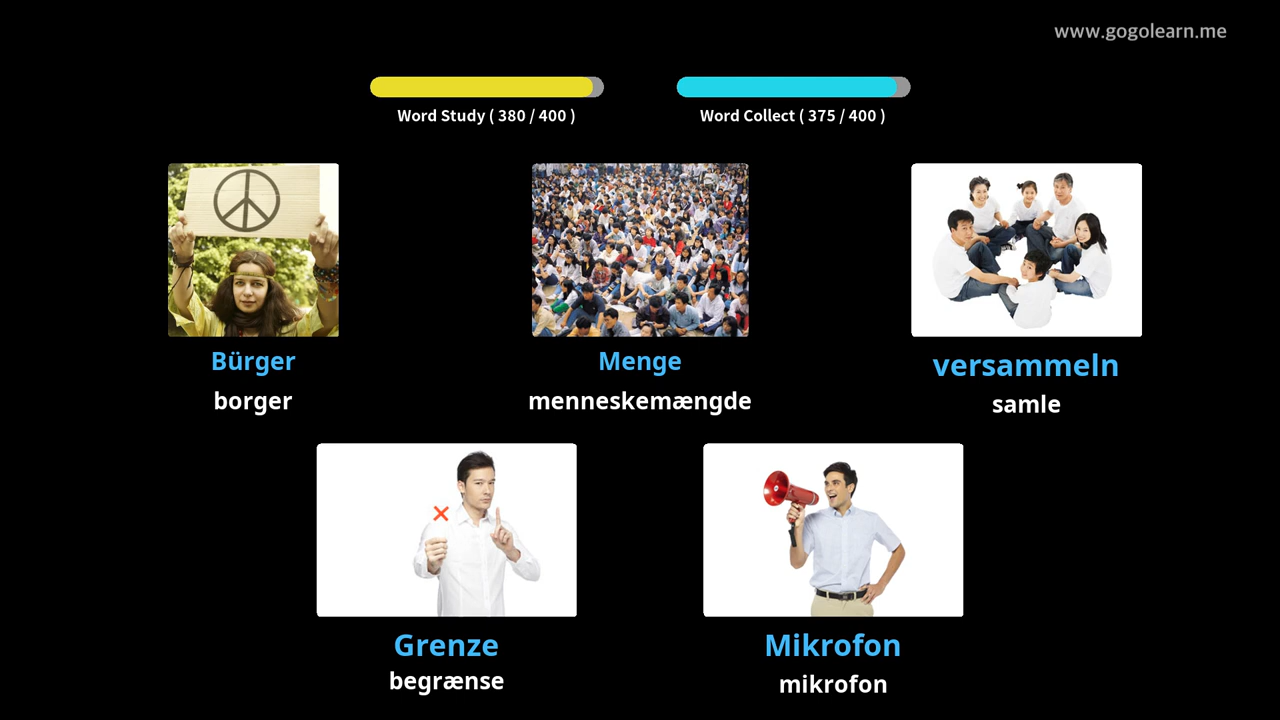 www.gogolearn.me
Word Study ( 380 / 400 )
Word Collect ( 375 / 400 )
Bürger
Menge
versammeln
borger
menneskemængde
samle
Grenze
Mikrofon
begrænse
mikrofon